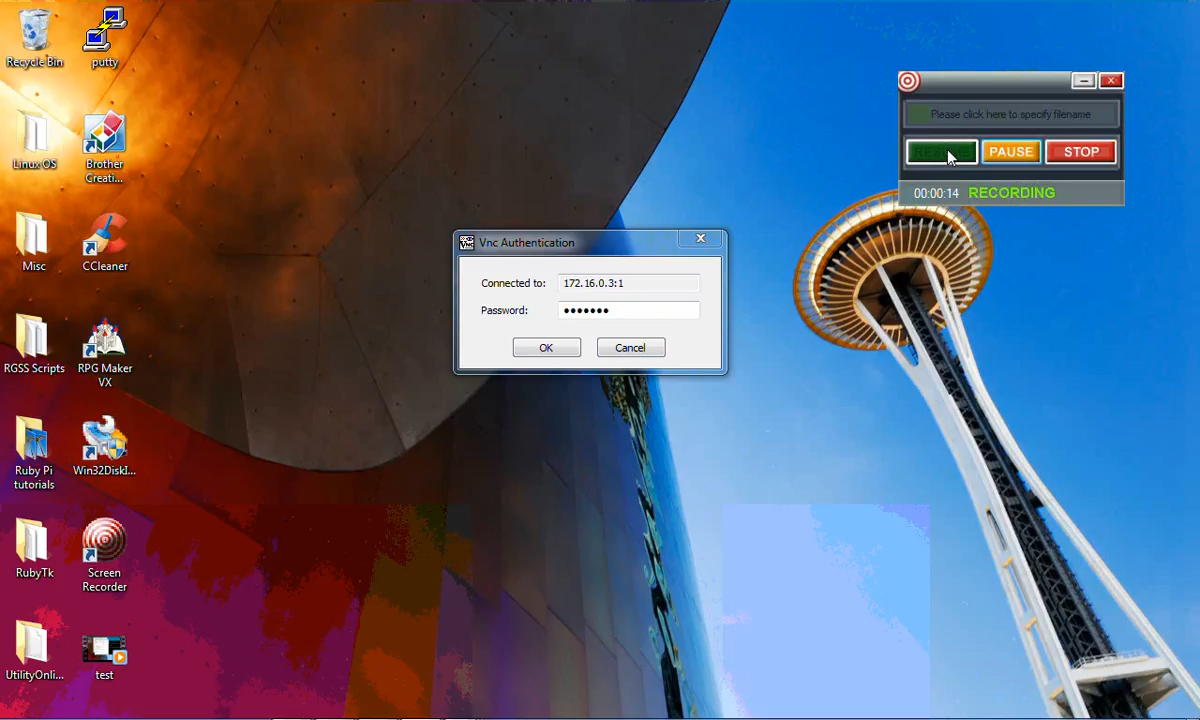 Recycle Bin
putty
Linux OS
Brother
Creati...
Misc
CCleaner
RGSS Scripts
RPG Maker
VX
Ruby Pi
tutorials
Win32DiskI...
RubyTk
Screen
Recorder
UtilityOnli...
test
Vnc Authentication
Connected to:
172.16.0.3:1
Password:
•••••••
OK
Cancel
Please click here to specify filename
PAUSE
STOP
00:00:14
RECORDING